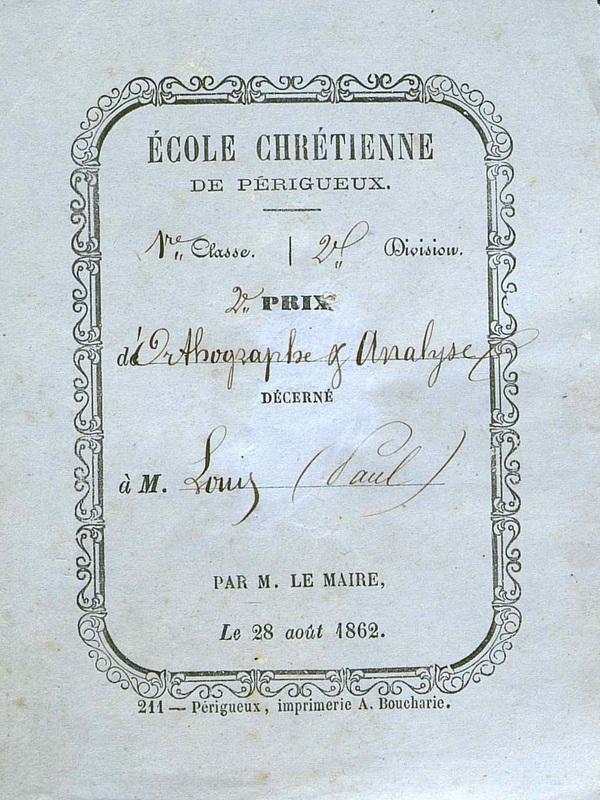 ÉCOLE CHRÉTIENNE
DE PÉRIGUEUX.
1re Classe. | 2e Division.
2e PRIX
d'Orthographe & Analyse
DÉCERNÉ
à M. Louis (Paul)
PAR M. LE MAIRE,
Le 28 août 1862.
211 — Périgueux, imprimerie A. Boucharie.